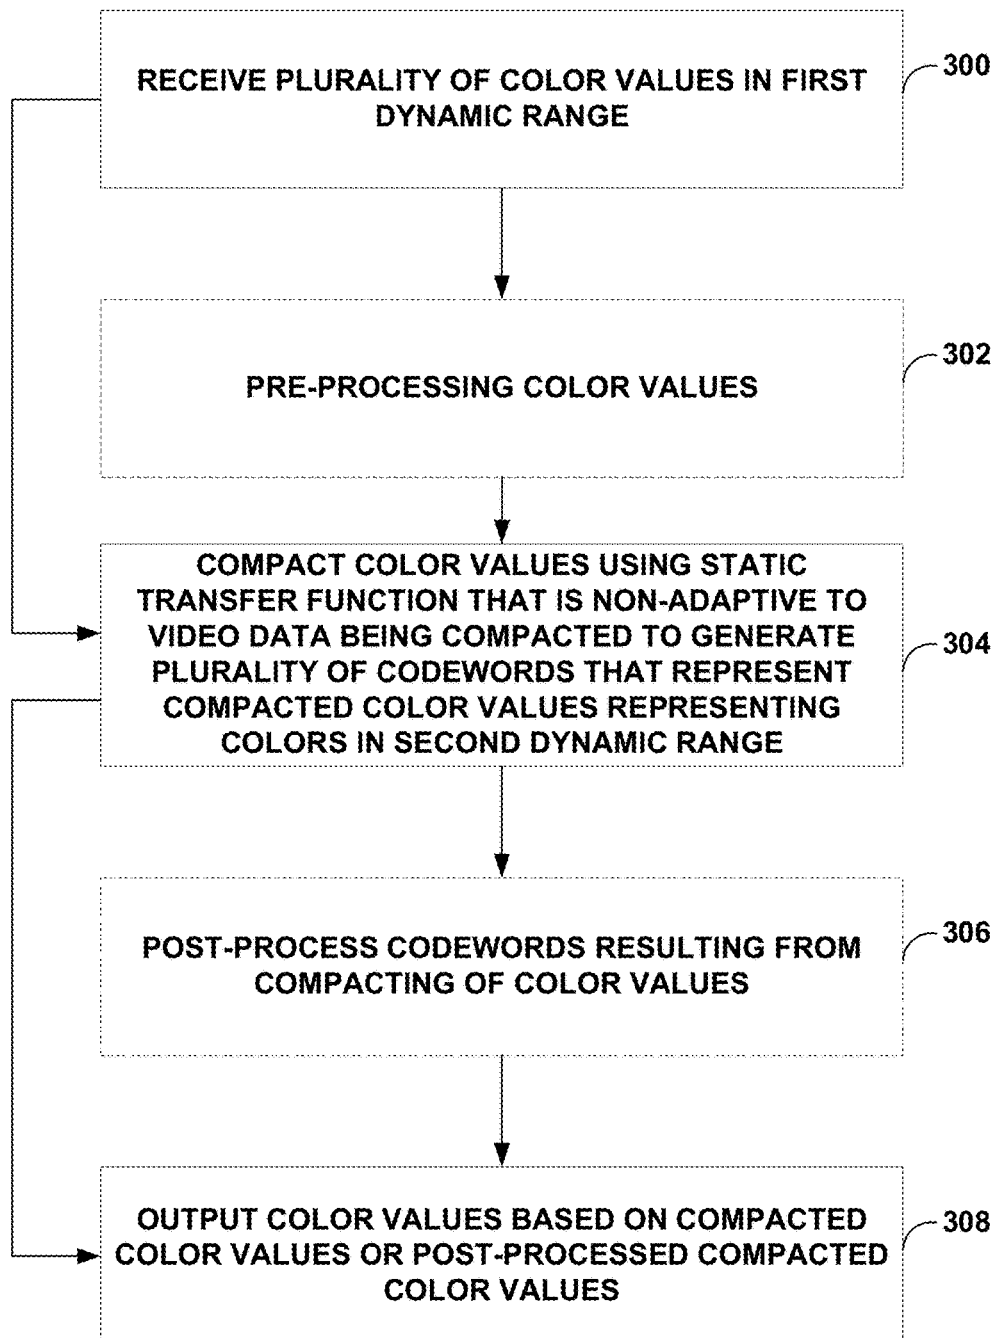 RECEIVE PLURALITY OF COLOR VALUES IN FIRST
DYNAMIC RANGE
300
PRE-PROCESSING COLOR VALUES
302
COMPACT COLOR VALUES USING STATIC
TRANSFER FUNCTION THAT IS NON-ADAPTIVE TO
VIDEO DATA BEING COMPACTED TO GENERATE
PLURALITY OF CODEWORDS THAT REPRESENT
COMPACTED COLOR VALUES REPRESENTING
COLORS IN SECOND DYNAMIC RANGE
304
POST-PROCESS CODEWORDS RESULTING FROM
COMPACTING OF COLOR VALUES
306
OUTPUT COLOR VALUES BASED ON COMPACTED
COLOR VALUES OR POST-PROCESSED COMPACTED
COLOR VALUES
308